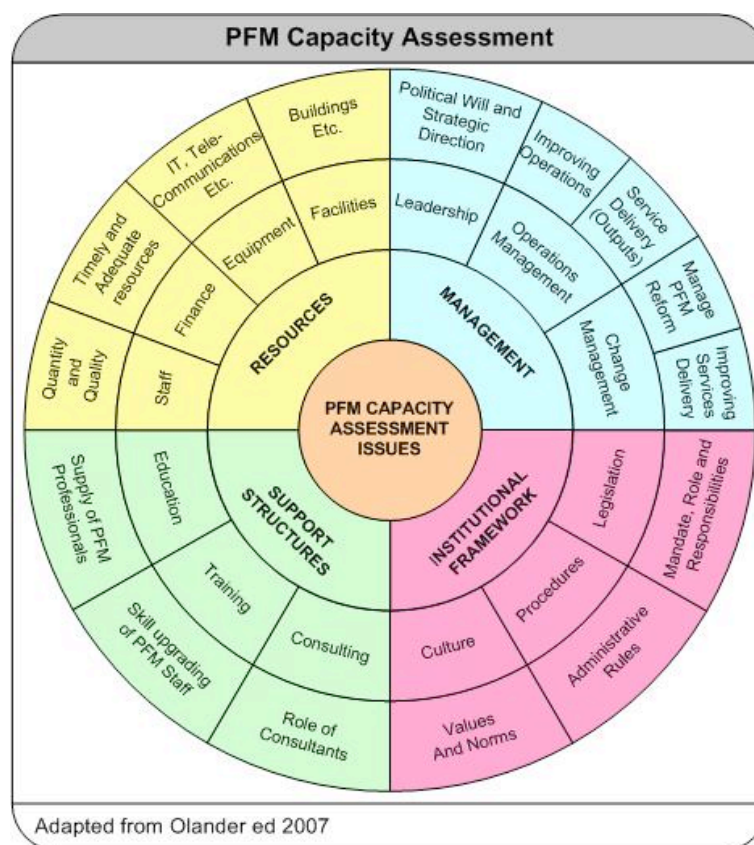 PFM Capacity Assessment
Political Will and
Strategic
Direction
Improving
Operations
Service
Delivery
(Outputs)
Manage
PFM
Reform
Improving
Services
Delivery
Leadership
Operations
Management
Change
Management
MANAGEMENT
Buildings
Etc.
IT, Tele-
Communications
Etc.
Timely and
Adequate
resources
Quantity
and
Quality
Facilities
Equipment
Finance
Staff
RESOURCES
PFM CAPACITY
ASSESSMENT
ISSUES
SUPPORT
STRUCTURES
Education
Training
Consulting
Supply of PFM
Professionals
Skill upgrading
of PFM Staff
Role of
Consultants
INSTITUTIONAL
FRAMEWORK
Legislation
Procedures
Culture
Mandate, Role and
Responsibilities
Administrative
Rules
Values
And Norms
Adapted from Olander ed 2007